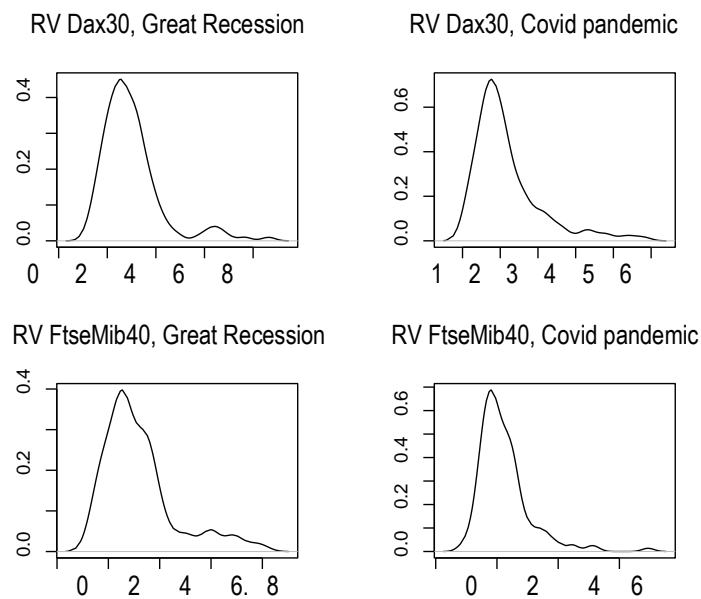 RV Dax30, Great Recession
0.4
0.2
0.0
0 2 4 6 8
RV Dax30, Covid pandemic
0.6
0.4
0.2
0.0
1 2 3 4 5 6
RV FtseMib40, Great Recession
0.4
0.2
0.0
0 2 4 6. 8
RV FtseMib40, Covid pandemic
0.6
0.4
0.2
0.0
0 2 4 6